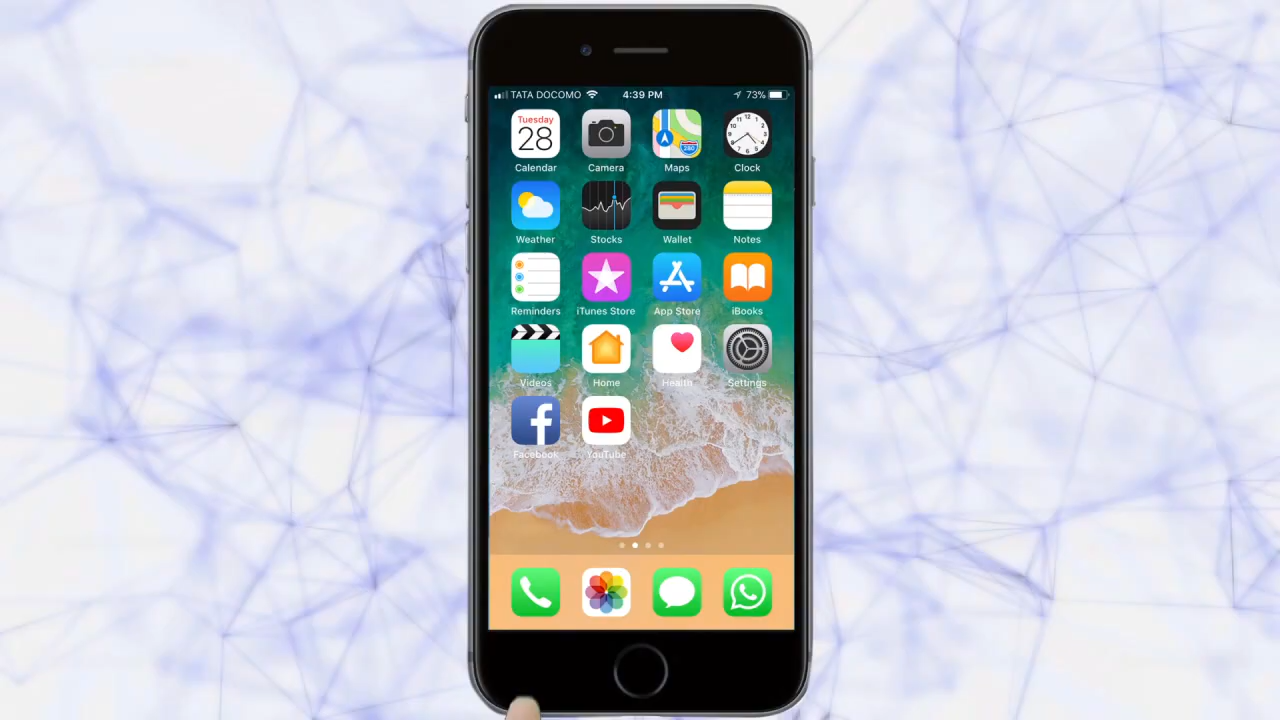 TATA DOCOMO 4:39 PM 73%
Tuesday
28
Calendar Camera Maps Clock
Weather Stocks Wallet Notes
Reminders iTunes Store App Store iBooks
Videos Home Health Settings
Facebook YouTube